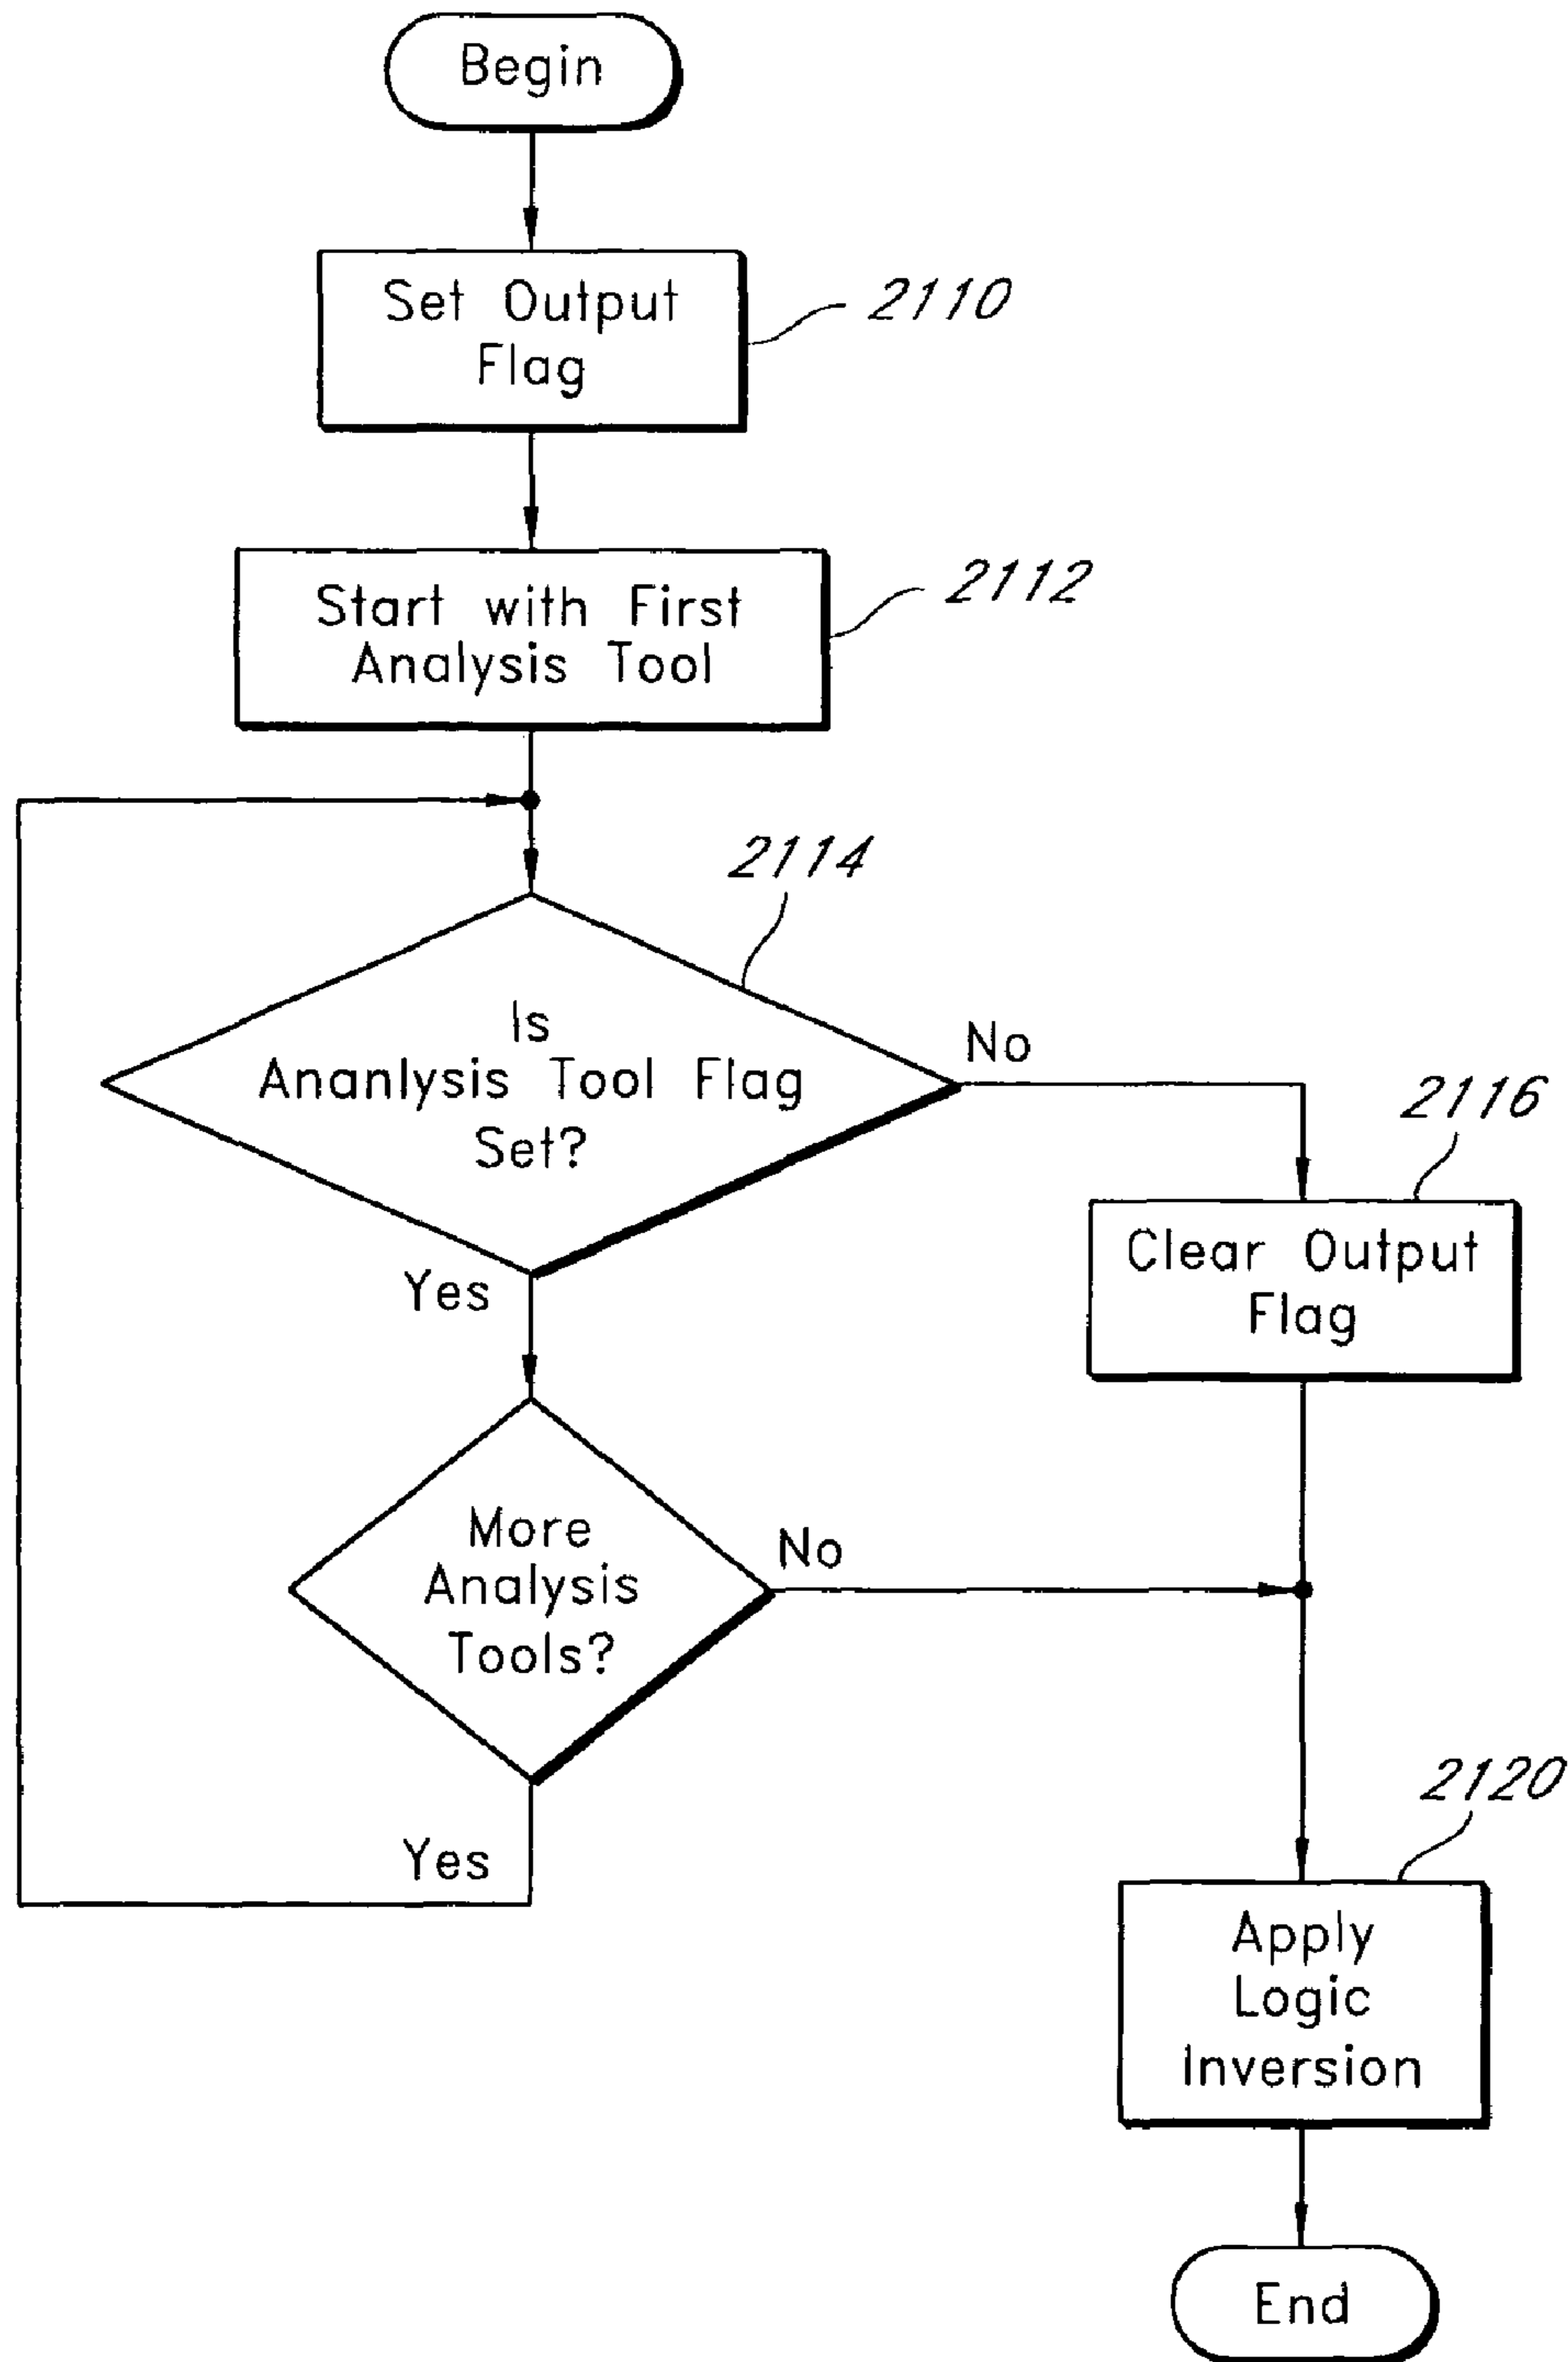 Begin
Set Output
Flag
2110
Start with First
Analysis Tool
2112
2114
Is
Ananlysis Tool Flag
Set?
No
2116
Clear Output
Flag
Yes
More
Analysis
Tools?
No
Yes
2120
Apply
Logic
Inversion
End